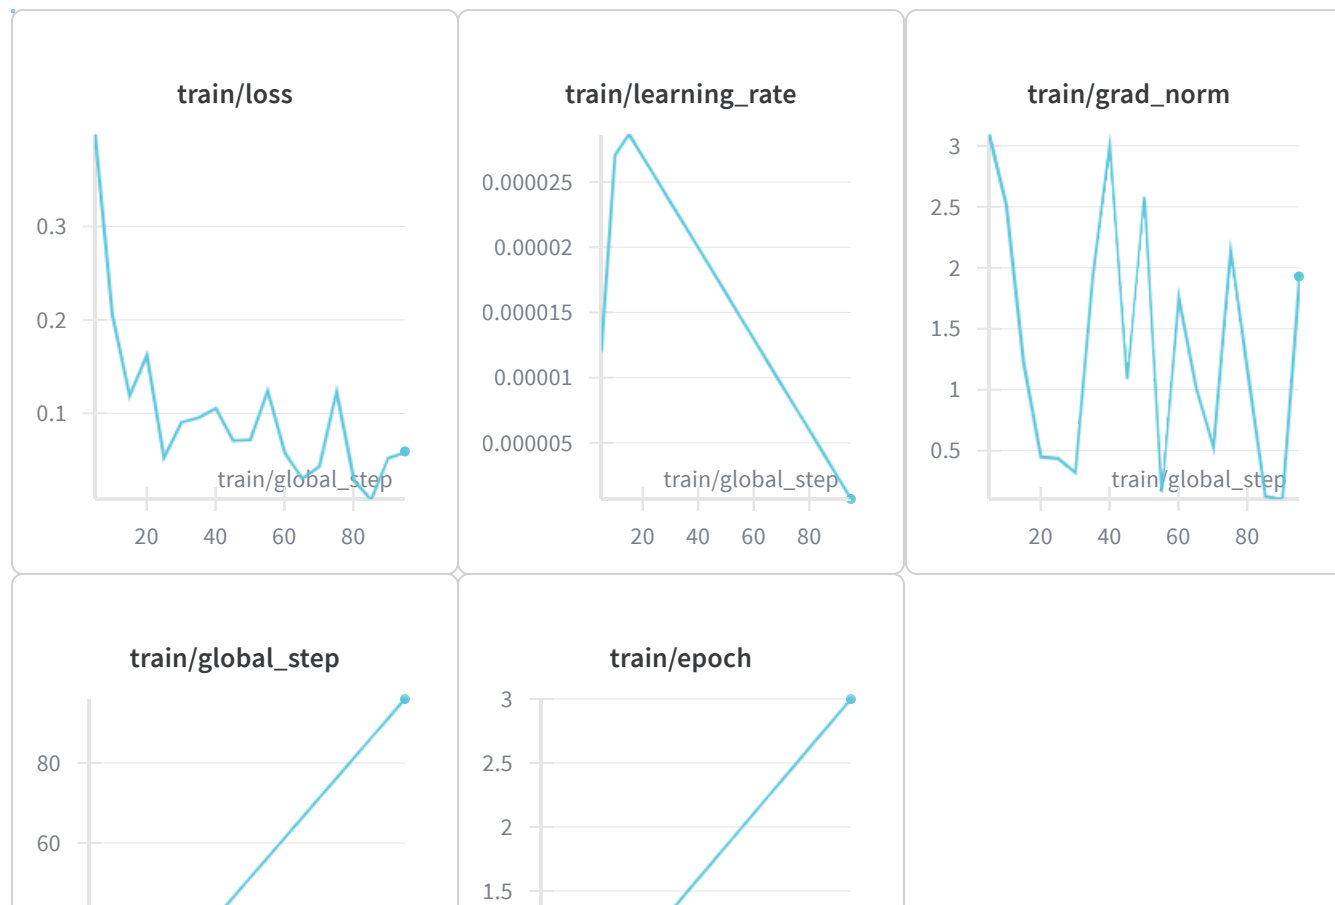 train/loss
0.3
0.2
0.1
train/global_step
20 40 60 80
train/learning_rate
0.000025
0.00002
0.000015
0.00001
0.000005
train/global_step
20 40 60 80
train/grad_norm
3
2.5
2
1.5
1
0.5
train/global_step
20 40 60 80
train/global_step
80
60
train/epoch
3
2.5
2
1.5